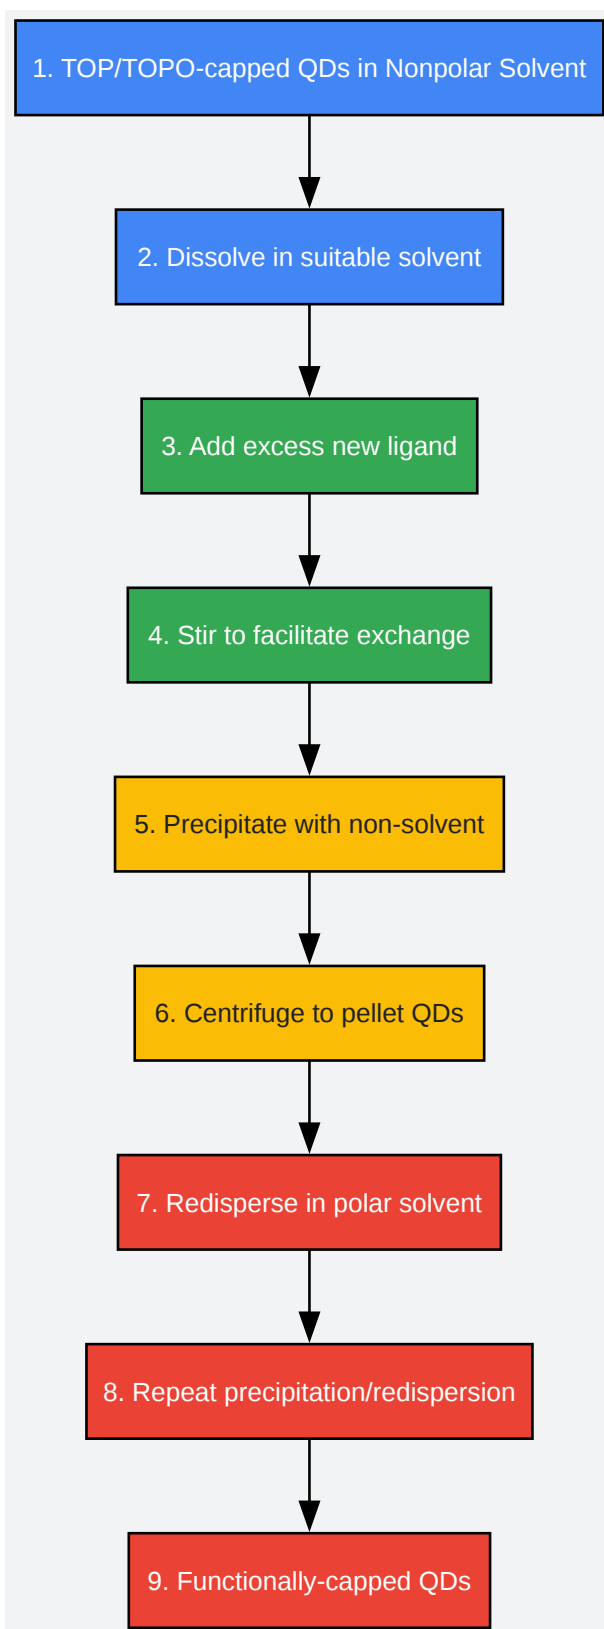 1. TOP/TOPO-capped QDs in Nonpolar Solvent
2. Dissolve in suitable solvent
3. Add excess new ligand
4. Stir to facilitate exchange
5. Precipitate with non-solvent
6. Centrifuge to pellet QDs
7. Redisperse in polar solvent
8. Repeat precipitation/redispersion
9. Functionally-capped QDs